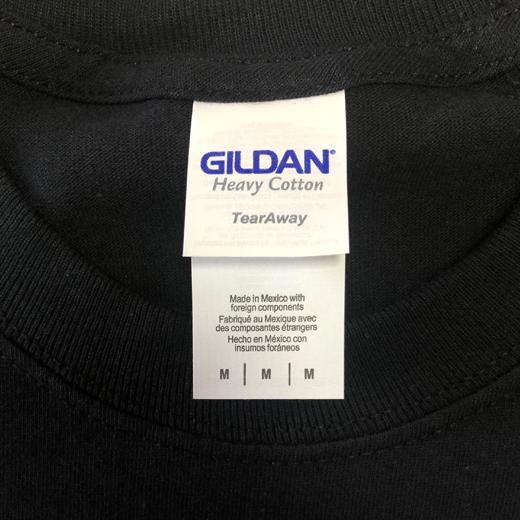 GILDAN®
Heavy Cotton
TearAway
Made in Mexico with
foreign components
Fabriqué au Mexique avec
des composantes étrangers
Hecho en México con
insumos foráneos
M | M | M